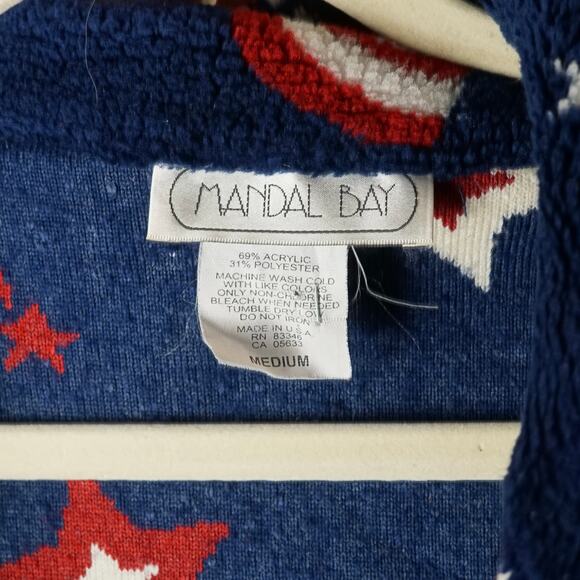 MANDAL BAY
69% ACRYLIC
31% POLYESTER
MACHINE WASH COLD
WITH LIKE COLORS
ONLY NON-CHLORINE
BLEACH WHEN NEEDED
TUMBLE DRY LOW
DO NOT IRON
MADE IN U.S.A
RN 83346
CA 05633
MEDIUM